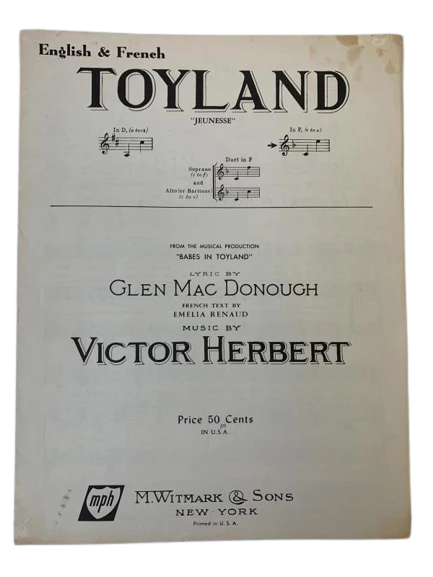 English & French
TOYLAND
"JEUNESSE"
In D, (a to
In F, (c to
Duet in F
Soprano
(c to f)
and
Alto (or Baritone)
FROM THE MUSICAL PRODUCTION
"BABES IN TOYLAND"
LYRIC BY
GLEN MAC DONOUGH
FRENCH TEXT BY
EMELIA RENAUD
MUSIC BY
VICTOR HERBERT
Price 50 Cents
IN U.S.A.
mph
M. WITMARK & SONS
NEW YORK
Printed in U. S. A.